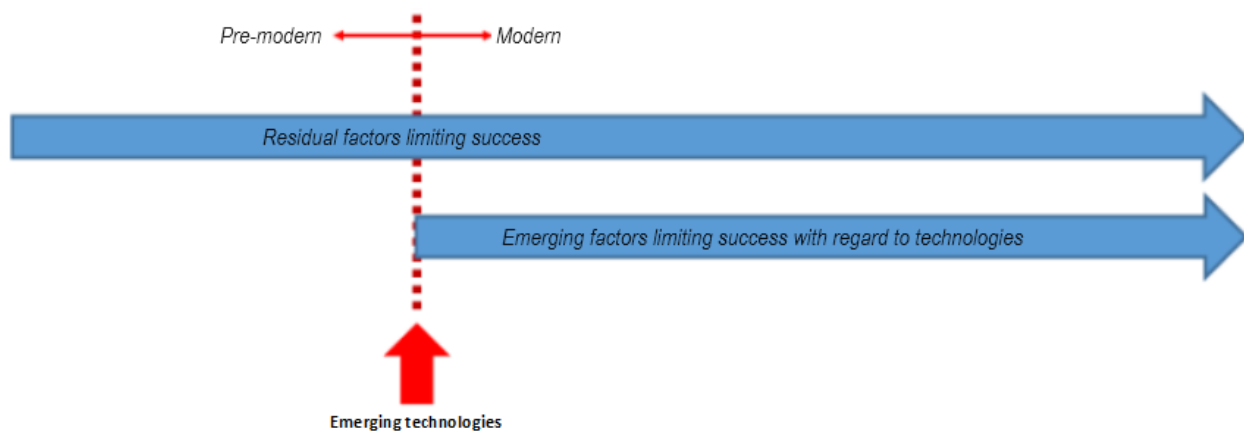 Pre-modern
Modern
Residual factors limiting success
Emerging factors limiting success with regard to technologies
Emerging technologies